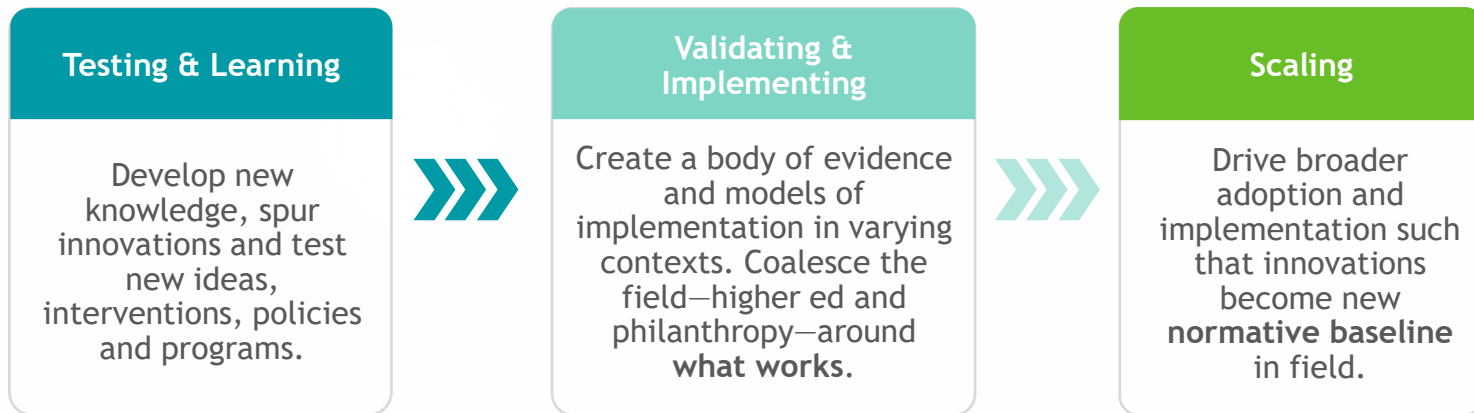 Testing & Learning
Develop new
knowledge, spur
innovations and test
new ideas,
interventions, policies
and programs.
Validating &
Implementing
Create a body of evidence
and models of
implementation in varying
contexts. Coalesce the
field—higher ed and
philanthropy—around
what works.
Scaling
Drive broader
adoption and
implementation such
that innovations
become new
normative baseline
in field.